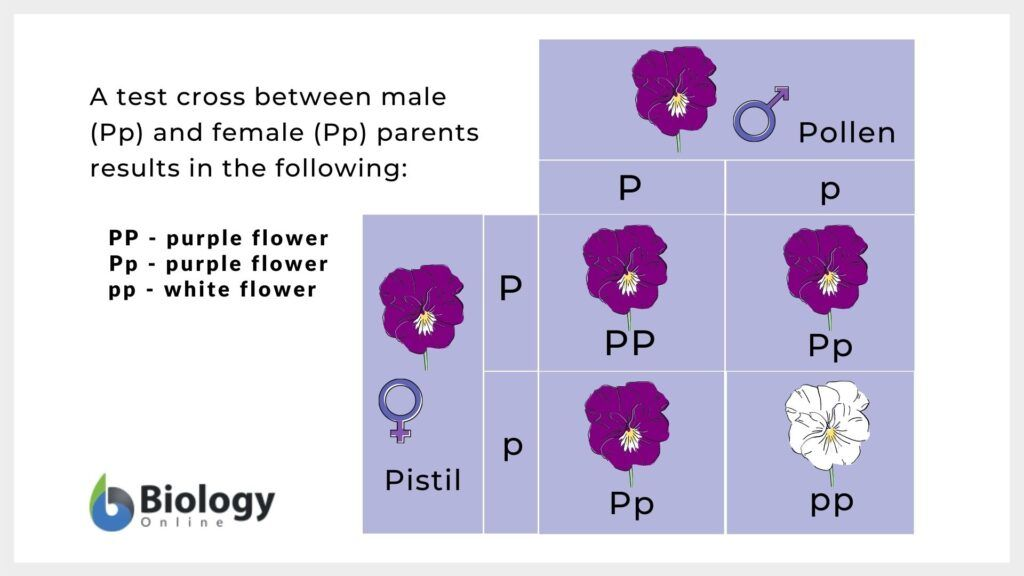 A test cross between male
(Pp) and female (Pp) parents
results in the following:
PP - purple flower
Pp - purple flower
pp - white flower
Pollen
P p
P
PP Pp
Pistil
p
Pp pp
Biology
Online